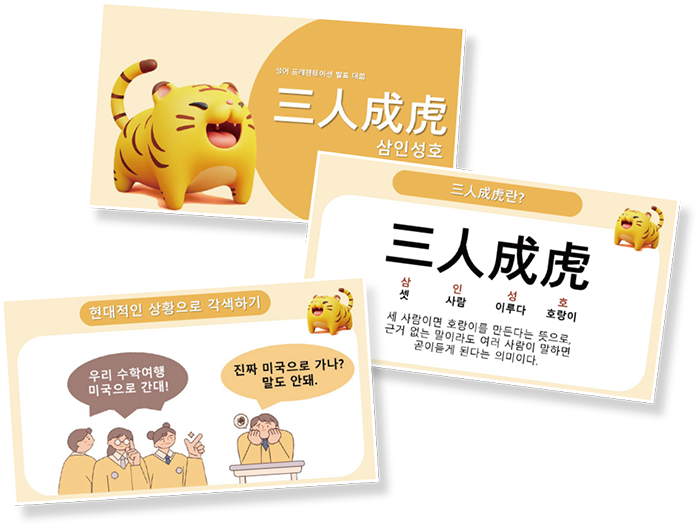 성어 프레젠테이션 발표 대회
三人成虎
삼인성호
三人成虎란?
三人成虎
삼 인 성 호
셋 사람 이루다 호랑이
세 사람이면 호랑이를 만든다는 뜻으로,
근거 없는 말이라도 여러 사람이 말하면
곧이듣게 된다는 의미이다.
현대적인 상황으로 각색하기
우리 수학여행
미국으로 간대!
진짜 미국으로 가나?
말도 안돼.